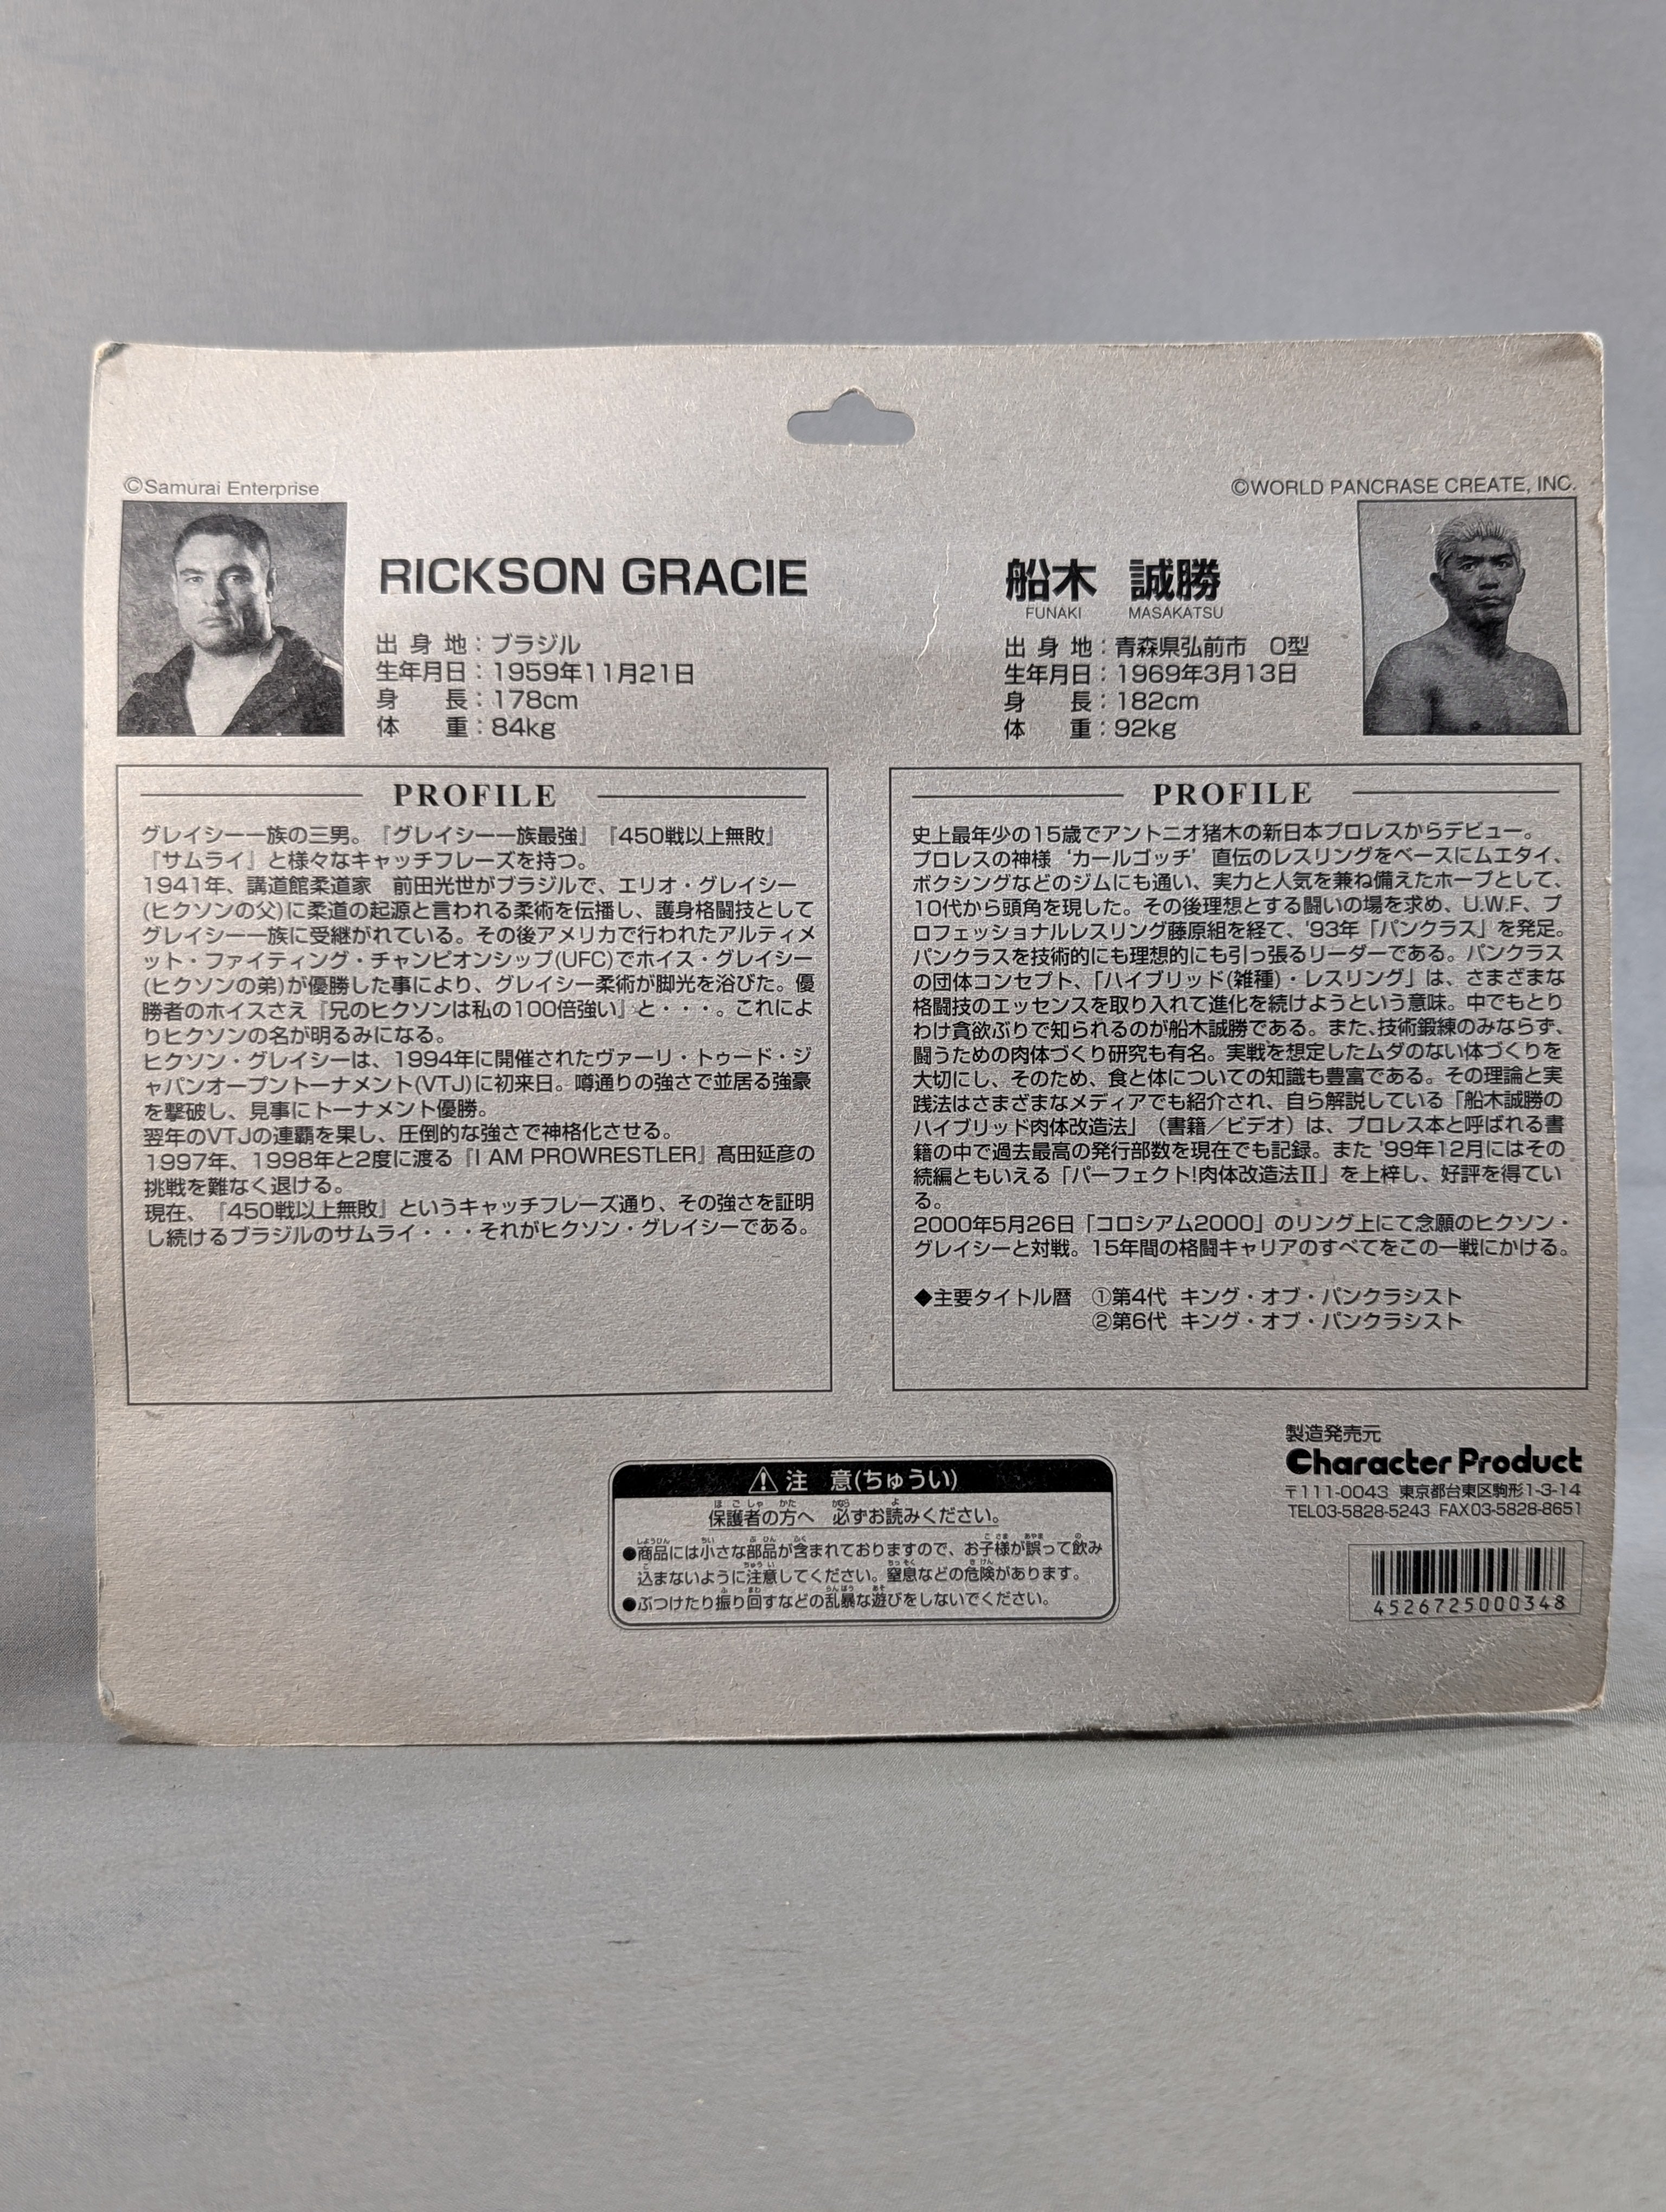 ©Samurai Enterprise
RICKSON GRACIE
出身地：ブラジル
生年月日：1959年11月21日
身　長：178cm
体　重：84kg
PROFILE
グレイシー一族の三男。『グレイシー一族最強』『450戦以上無敗』
『サムライ』と様々なキャッチフレーズを持つ。
1941年、講道館柔道家　前田光世がブラジルで、エリオ・グレイシー
(ヒクソンの父)に柔道の起源と言われる柔術を伝播し、護身格闘技として
グレイシー一族に受継がれている。その後アメリカで行われたアルティメ
ット・ファイティング・チャンピオンシップ(UFC)でホイス・グレイシー
(ヒクソンの弟)が優勝した事により、グレイシー柔術が脚光を浴びた。優
勝者のホイスさえ『兄のヒクソンは私の100倍強い』と・・・。これによ
りヒクソンの名が明るみになる。
ヒクソン・グレイシーは、1994年に開催されたヴァーリ・トゥード・ジ
ャパンオープントーナメント(VTJ)に初来日。噂通りの強さで並居る強豪
を撃破し、見事にトーナメント優勝。
翌年のVTJの連覇を果し、圧倒的な強さで神格化させる。
1997年、1998年と2度に渡る『I AM PROWRESTLER』髙田延彦の
挑戦を難なく退ける。
現在、『450戦以上無敗』というキャッチフレーズ通り、その強さを証明
し続けるブラジルのサムライ・・・それがヒクソン・グレイシーである。
©WORLD PANCRASE CREATE, INC.
船木　誠勝
FUNAKI MASAKATSU
出身地：青森県弘前市　O型
生年月日：1969年3月13日
身　長：182cm
体　重：92kg
PROFILE
史上最年少の15歳でアントニオ猪木の新日本プロレスからデビュー。
プロレスの神様‘カールゴッチ’直伝のレスリングをベースにムエタイ、
ボクシングなどのジムにも通い、実力と人気を兼ね備えたホープとして、
10代から頭角を現した。その後理想とする闘いの場を求め、U.W.F、プ
ロフェッショナルレスリング藤原組を経て、'93年「パンクラス」を発足。
パンクラスを技術的にも理想的にも引っ張るリーダーである。パンクラス
の団体コンセプト、「ハイブリッド(雑種)・レスリング」は、さまざまな
格闘技のエッセンスを取り入れて進化を続けようという意味。中でもとり
わけ貪欲ぶりで知られるのが船木誠勝である。また、技術鍛練のみならず、
闘うための肉体づくり研究も有名。実戦を想定したムダのない体づくりを
大切にし、そのため、食と体についての知識も豊富である。その理論と実
践法はさまざまなメディアでも紹介され、自ら解説している「船木誠勝の
ハイブリッド肉体改造法」（書籍／ビデオ）は、プロレス本と呼ばれる書
籍の中で過去最高の発行部数を現在でも記録。また '99年12月にはその
続編ともいえる「パーフェクト!肉体改造法Ⅱ」を上梓し、好評を得てい
る。
2000年5月26日「コロシアム2000」のリング上にて念願のヒクソン・
グレイシーと対戦。15年間の格闘キャリアのすべてをこの一戦にかける。
◆主要タイトル暦　①第4代 キング・オブ・パンクラシスト
②第6代 キング・オブ・パンクラシスト
製造発売元
Character Product
〒111-0043 東京都台東区駒形1-3-14
TEL03-5828-5243 FAX03-5828-8651
4526725000348
⚠注　意(ちゅうい)
保護者の方へ　必ずお読みください。
●商品には小さな部品が含まれておりますので、お子様が誤って飲み
込まないように注意してください。窒息などの危険があります。
●ぶつけたり振り回すなどの乱暴な遊びをしないでください。